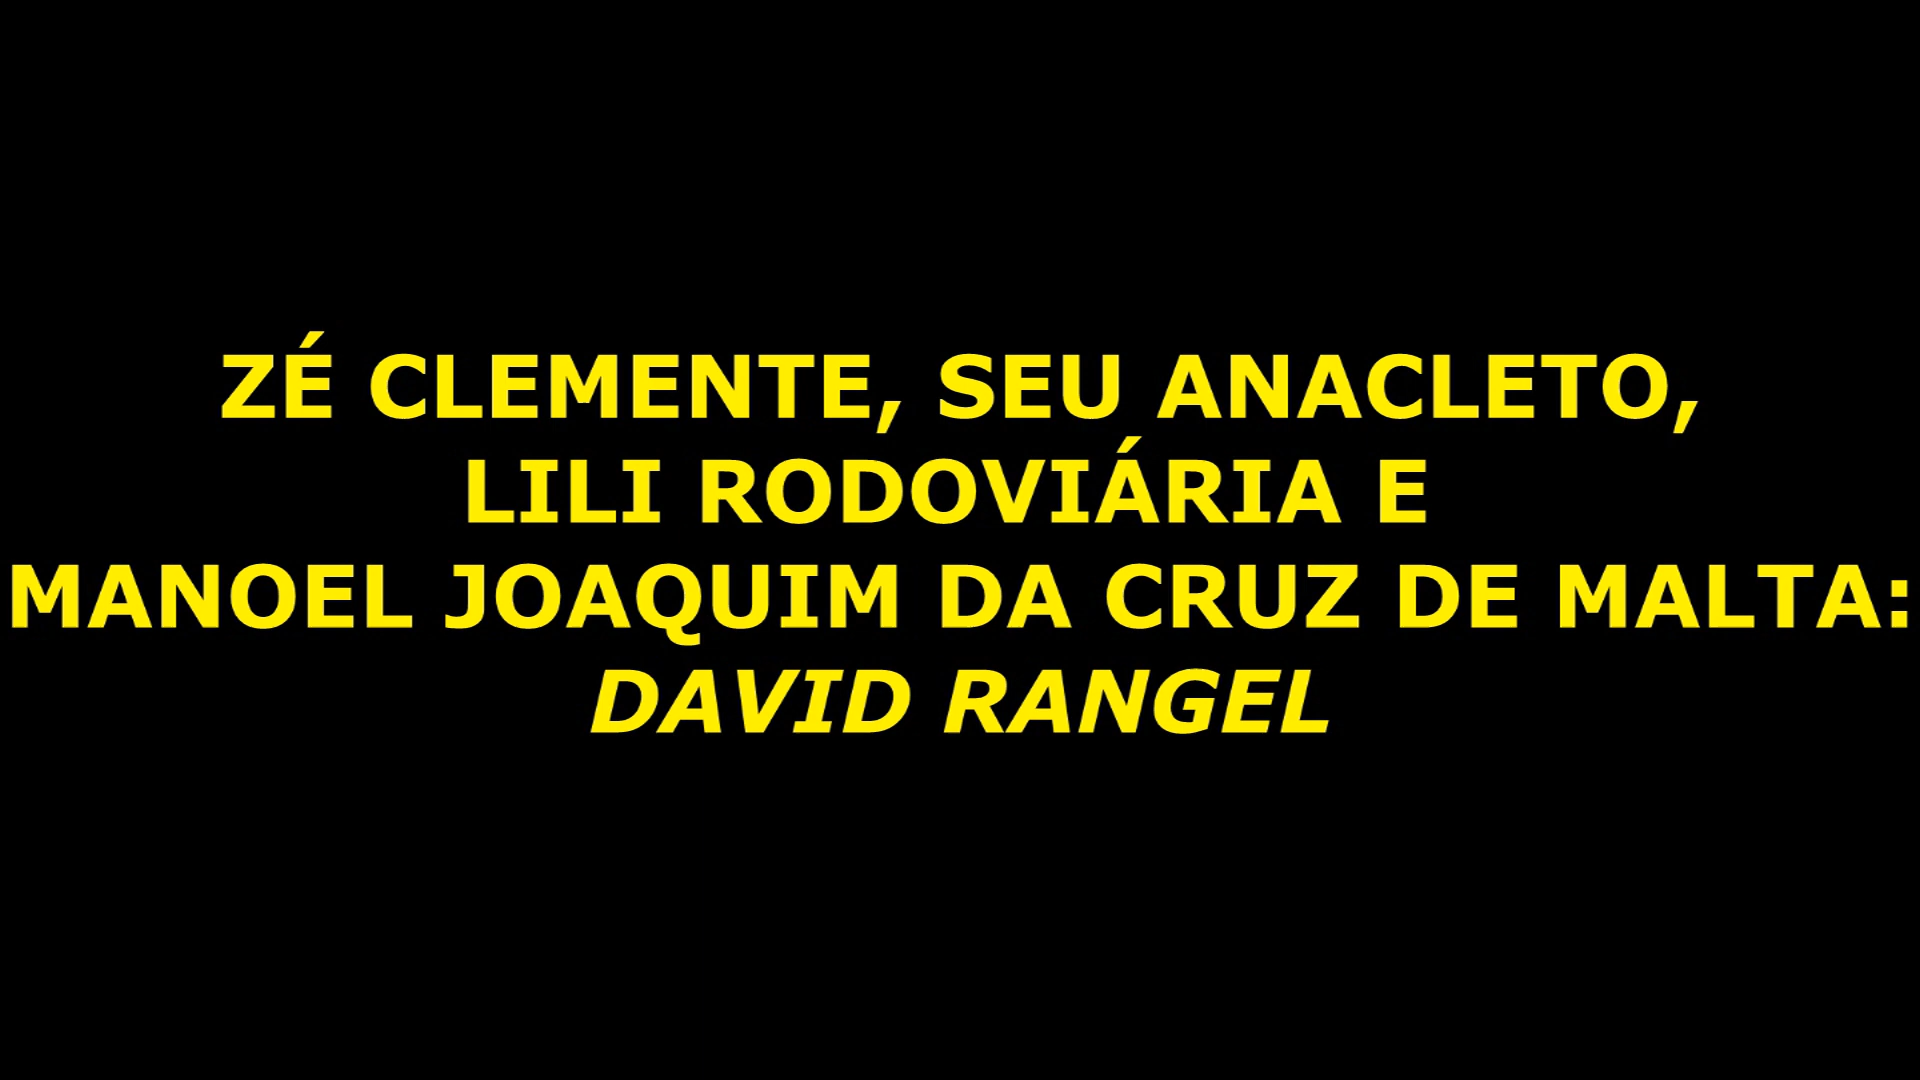 ZÉ CLEMENTE, SEU ANACLETO,
LILI RODOVIÁRIA E
MANOEL JOAQUIM DA CRUZ DE MALTA:
DAVID RANGEL